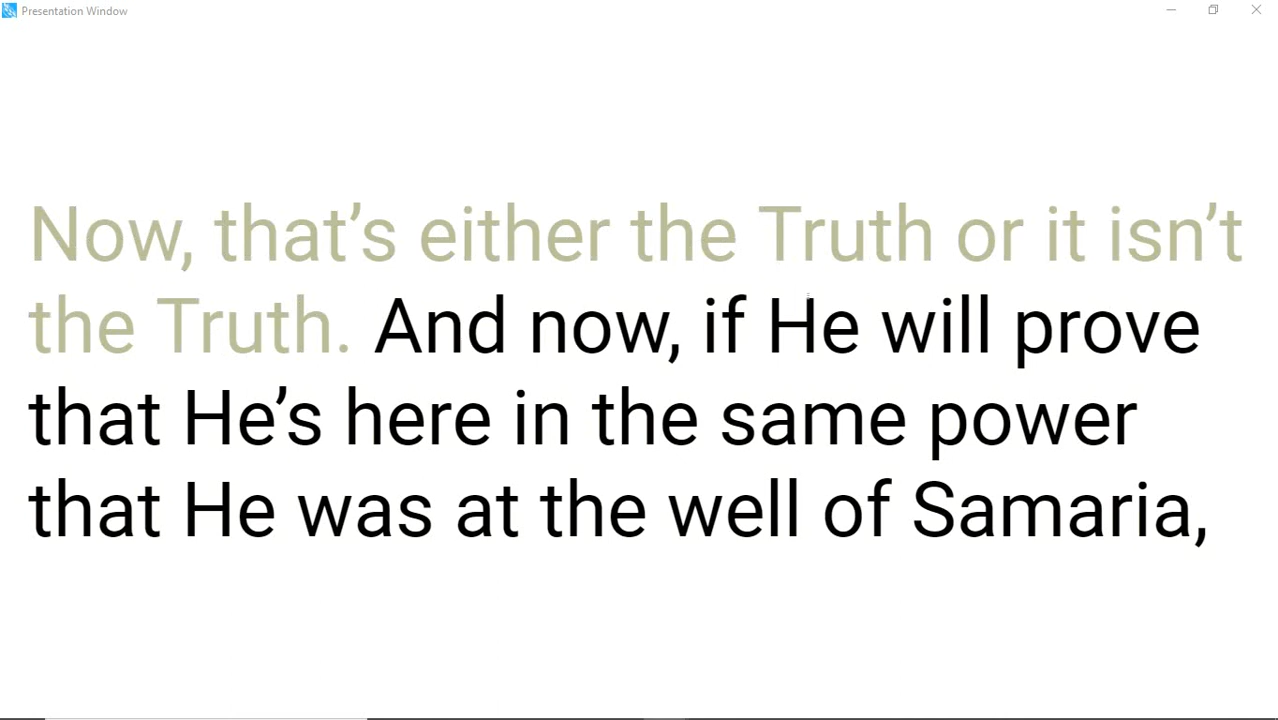 Presentation Window
Now, that’s either the Truth or it isn’t
the Truth. And now, if He will prove
that He’s here in the same power
that He was at the well of Samaria,